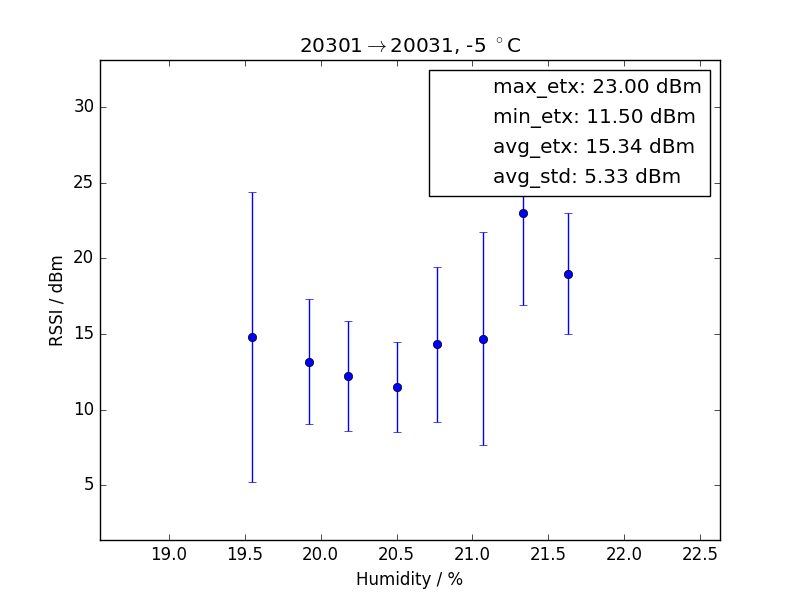 20301→20031, -5 °C
max_etx: 23.00 dBm
min_etx: 11.50 dBm
avg_etx: 15.34 dBm
avg_std: 5.33 dBm
RSSI / dBm
30
25
20
15
10
5
19.0 19.5 20.0 20.5 21.0 21.5 22.0 22.5
Humidity / %